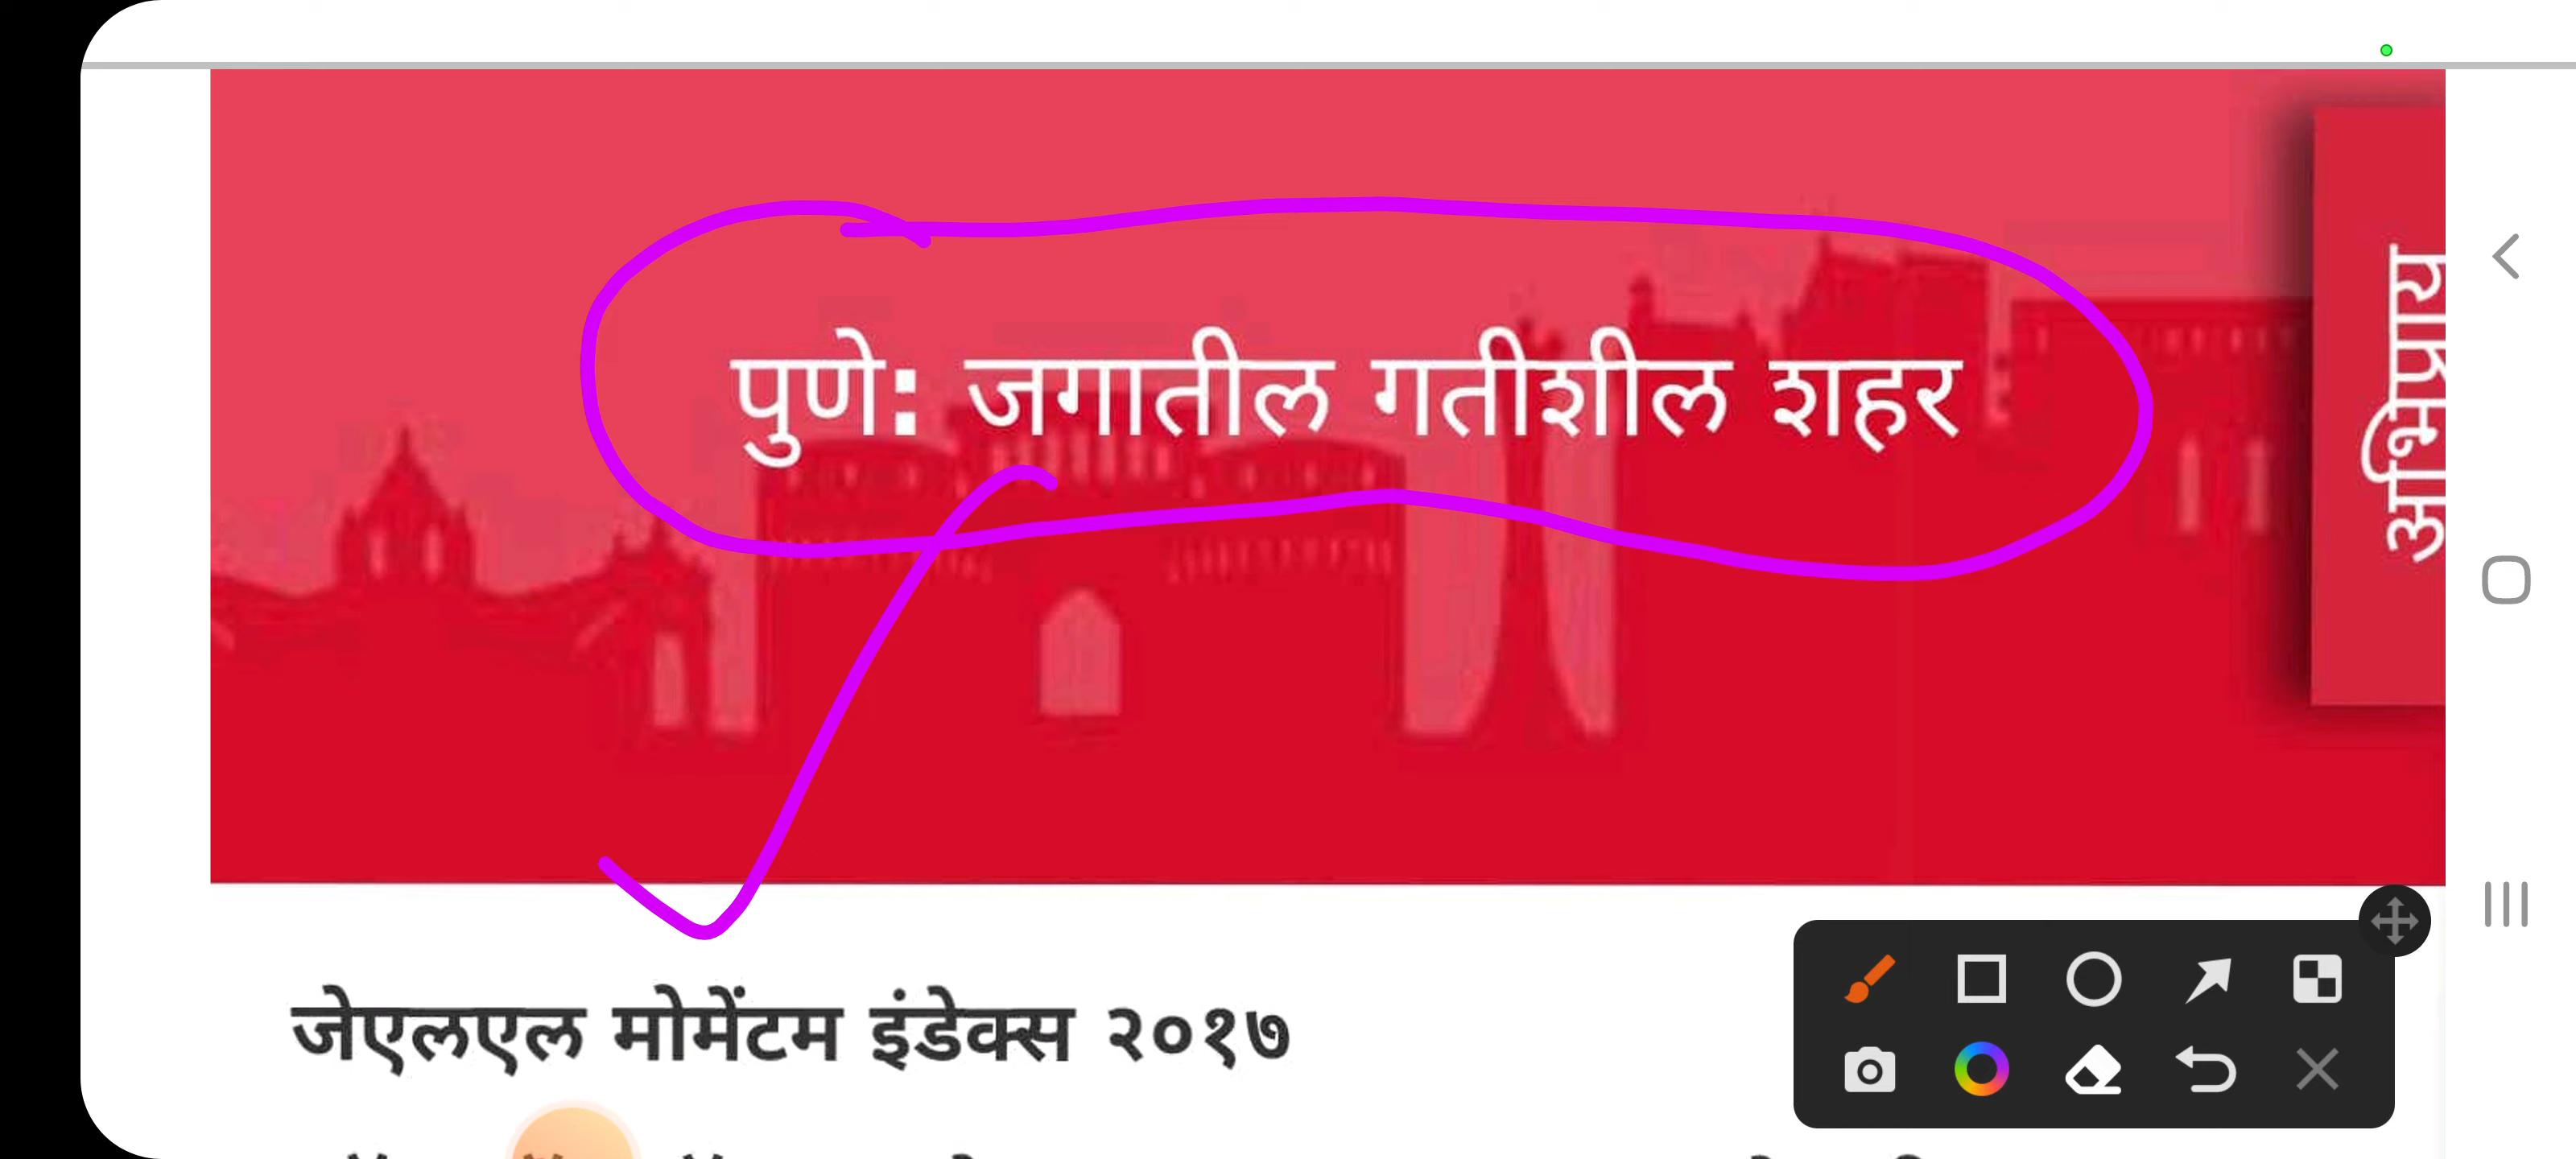 पुणे: जगातील गतीशील शहर
अभिप्राय
जेएलएल मोमेंटम इंडेक्स २०१७